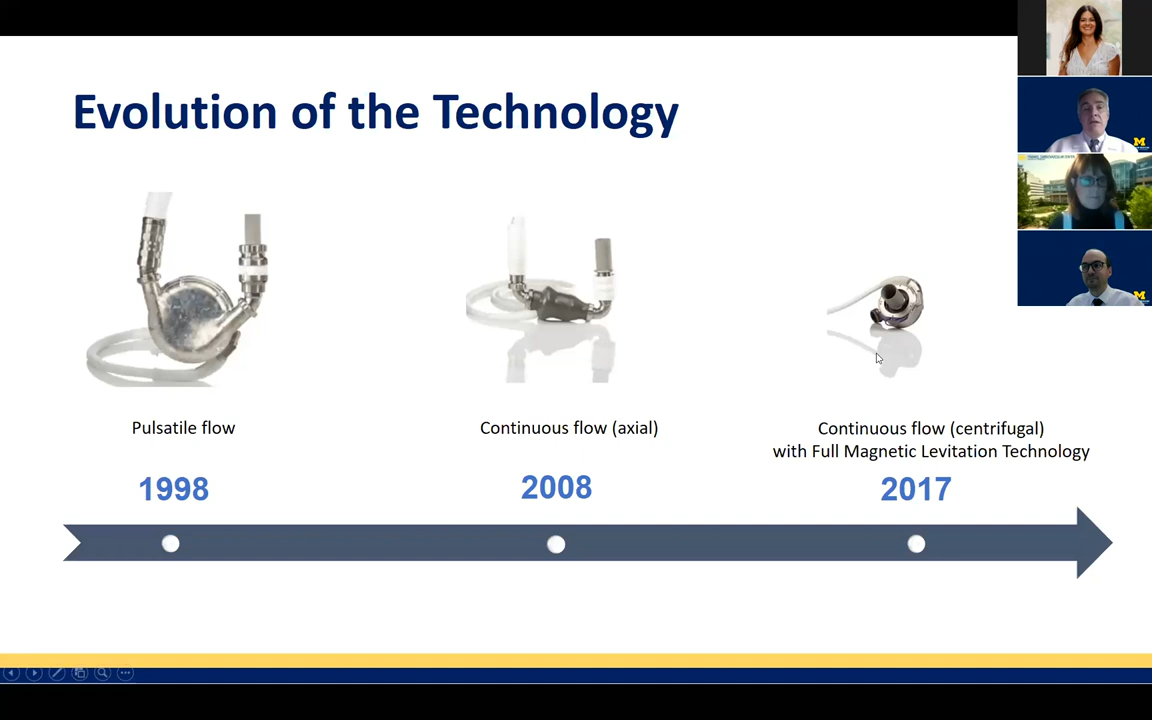 Evolution of the Technology
Pulsatile flow
Continuous flow (axial)
Continuous flow (centrifugal)
with Full Magnetic Levitation Technology
1998
2008
2017
M
M